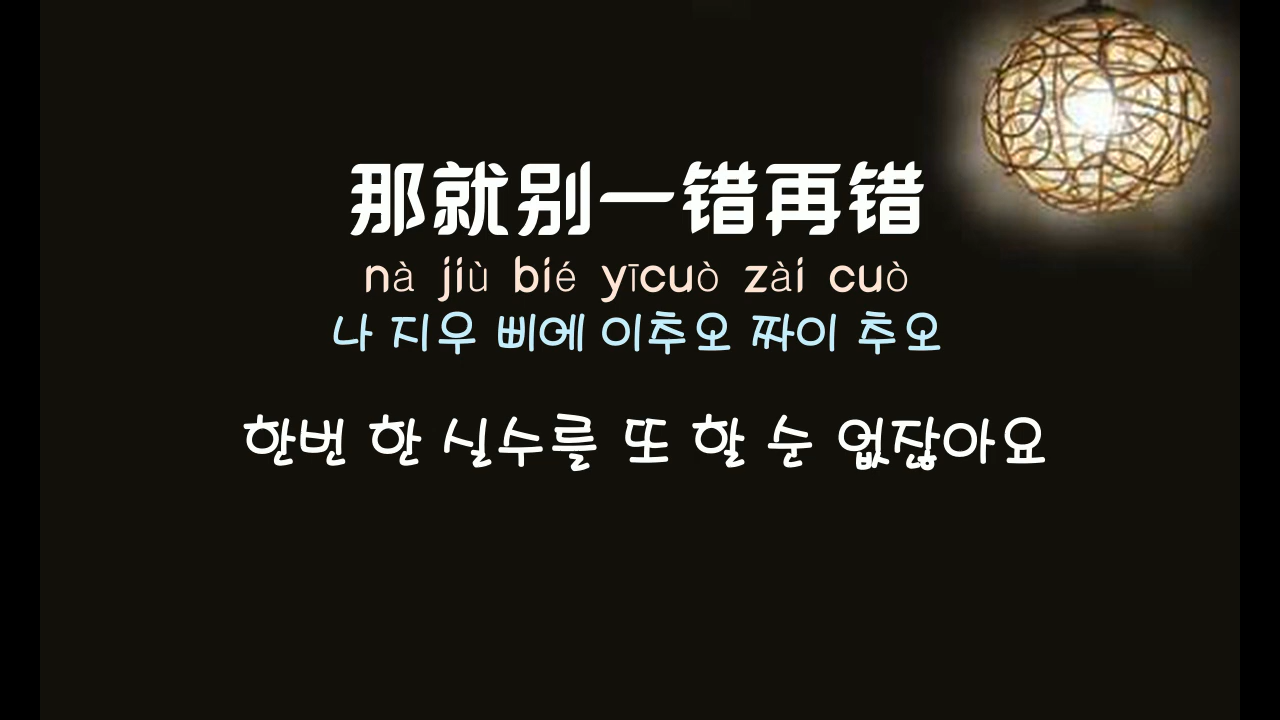 那就别一错再错
nà jiù bié yīcuò zài cuò
나 지우 삐에 이추오 짜이 추오
한번 한 실수를 또 할 순 없잖아요